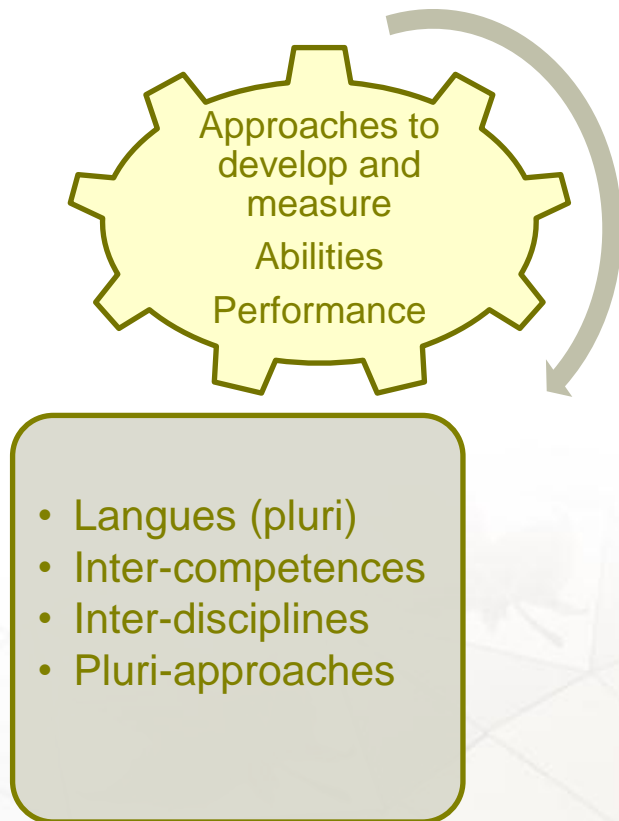 Approaches to
develop and
measure
Abilities
Performance
• Langues (pluri)
• Inter-competences
• Inter-disciplines
• Pluri-approaches